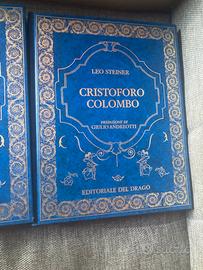 LEO STEINER
CRISTOFORO
COLOMBO
PREFAZIONE DI
GIULIO ANDREOTTI
EDITORIALE DEL DRAGO